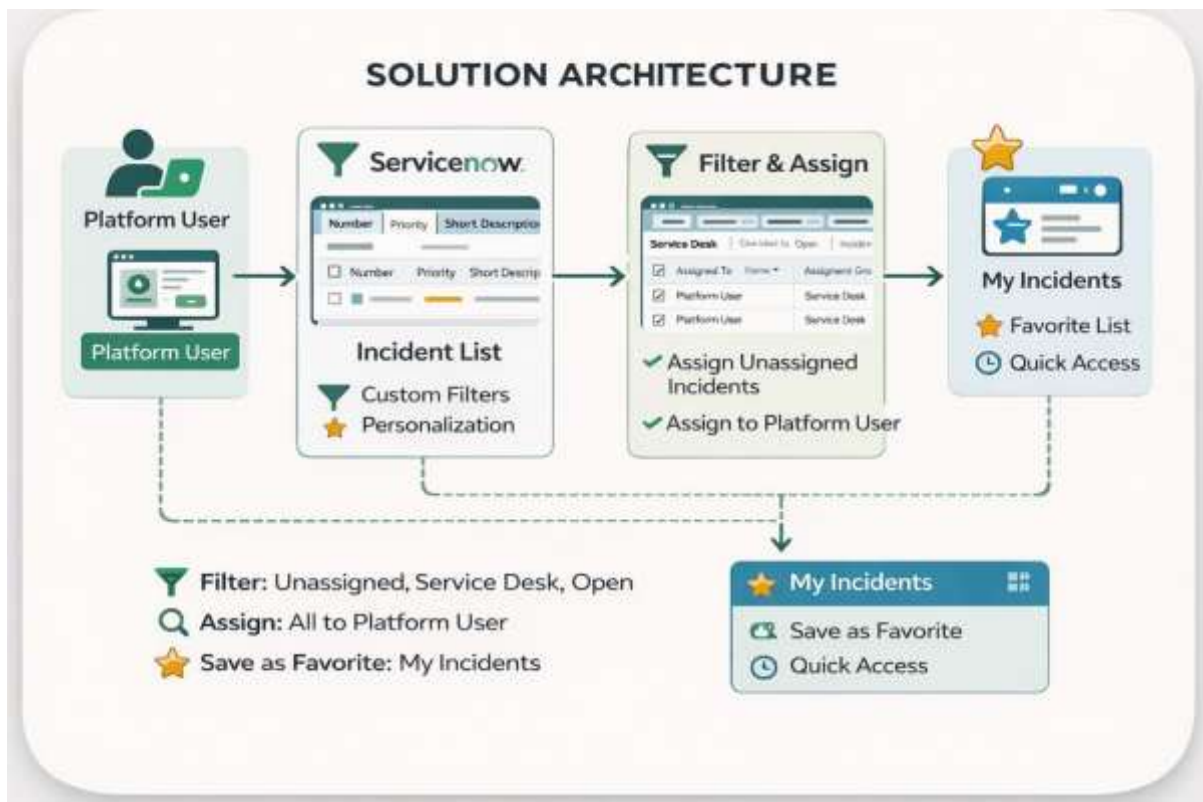 SOLUTION ARCHITECTURE
Platform User
Platform User
Servicenow.
Number Priority Short Description
Number Priority Short Descrip
Incident List
Custom Filters
Personalization
Filter & Assign
Service Desk Open
Assigned To Name Assignment Gro
Platform User Service Desk
Platform User Service Desk
Assign Unassigned
Incidents
Assign to Platform User
My Incidents
Favorite List
Quick Access
Filter: Unassigned, Service Desk, Open
Assign: All to Platform User
Save as Favorite: My Incidents
My Incidents
Save as Favorite
Quick Access